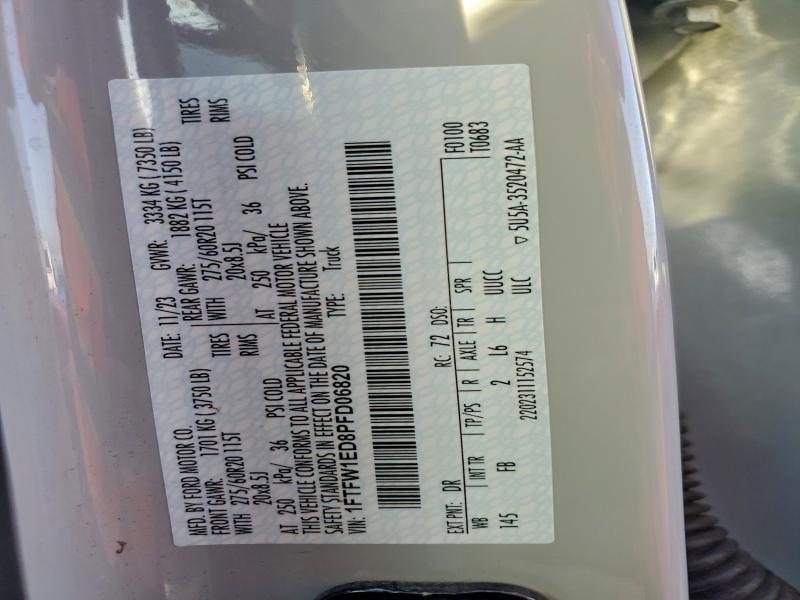 MFD. BY FORD MOTOR CO.
DATE: 11/23 GVWR: 3334 KG ( 7350 LB)
FRONT GAWR: 1701 KG ( 3750 LB) REAR GAWR: 1882 KG ( 4150 LB)
WITH 275/60R20 115T TIRES WITH 275/60R20 115T TIRES
20x8.5J RIMS 20x8.5J RIMS
AT 250 kPa/ 36 PSI COLD AT 250 kPa/ 36 PSI COLD
THIS VEHICLE CONFORMS TO ALL APPLICABLE FEDERAL MOTOR VEHICLE
SAFETY STANDARDS IN EFFECT ON THE DATE OF MANUFACTURE SHOWN ABOVE.
VIN: 1FTFW1ED8PFD06820 TYPE: Truck
EXT PNT: DR RC: 72 DSO: F0100
WB INT TR TP/PS R AXLE TR SPR T0683
145 FB 2 L6 H UUCC
ULC ▽ 5U5A-3520472-AA
2202311152574